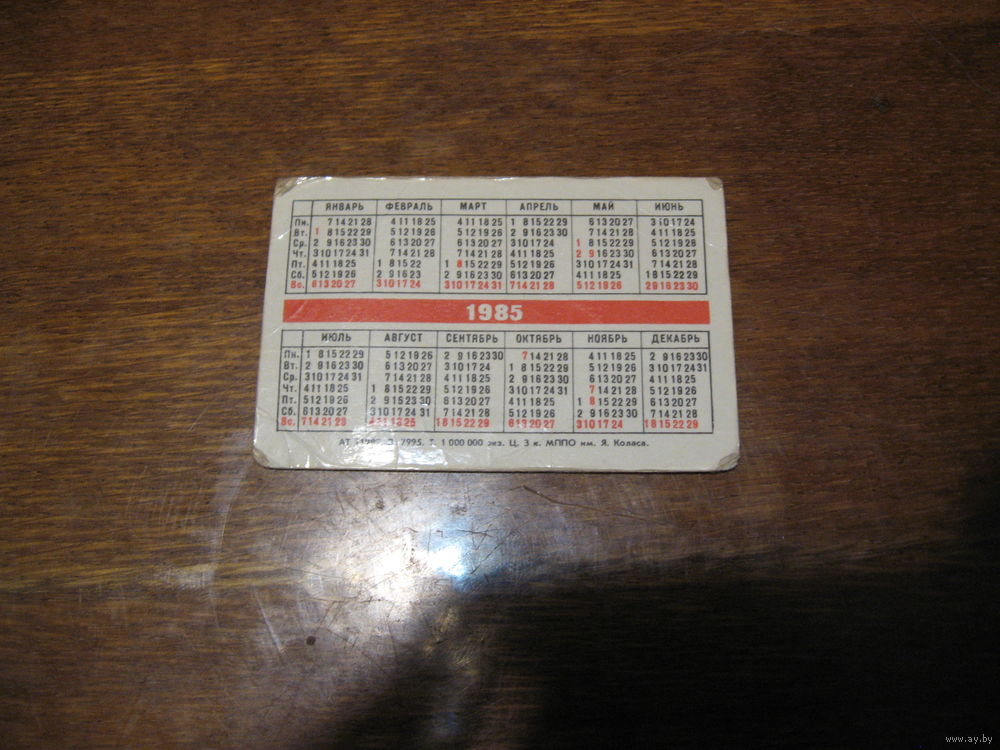 ЯНВАРЬ ФЕВРАЛЬ МАРТ АПРЕЛЬ МАЙ ИЮНЬ
Пн. 7 14 21 28 4 11 18 25 4 11 18 25 1 8 15 22 29 6 13 20 27 3 10 17 24
Вт. 1 8 15 22 29 5 12 19 26 5 12 19 26 2 9 16 23 30 7 14 21 28 4 11 18 25
Ср. 2 9 16 23 30 6 13 20 27 6 13 20 27 3 10 17 24 1 8 15 22 29 5 12 19 26
Чт. 3 10 17 24 31 7 14 21 28 7 14 21 28 4 11 18 25 2 9 16 23 30 6 13 20 27
Пт. 4 11 18 25 1 8 15 22 1 8 15 22 29 5 12 19 26 3 10 17 24 31 7 14 21 28
Сб. 5 12 19 26 2 9 16 23 2 9 16 23 30 6 13 20 27 4 11 18 25 1 8 15 22 29
Вс. 6 13 20 27 3 10 17 24 3 10 17 24 31 7 14 21 28 5 12 19 26 2 9 16 23 30
1985
ИЮЛЬ АВГУСТ СЕНТЯБРЬ ОКТЯБРЬ НОЯБРЬ ДЕКАБРЬ
Пн. 1 8 15 22 29 5 12 19 26 2 9 16 23 30 7 14 21 28 4 11 18 25 2 9 16 23 30
Вт. 2 9 16 23 30 6 13 20 27 3 10 17 24 1 8 15 22 29 5 12 19 26 3 10 17 24 31
Ср. 3 10 17 24 31 7 14 21 28 4 11 18 25 2 9 16 23 30 6 13 20 27 4 11 18 25
Чт. 4 11 18 25 1 8 15 22 29 5 12 19 26 3 10 17 24 31 7 14 21 28 5 12 19 26
Пт. 5 12 19 26 2 9 16 23 30 6 13 20 27 4 11 18 25 1 8 15 22 29 6 13 20 27
Сб. 6 13 20 27 3 10 17 24 31 7 14 21 28 5 12 19 26 2 9 16 23 30 7 14 21 28
Вс. 7 14 21 28 4 11 18 25 1 8 15 22 29 6 13 20 27 3 10 17 24 1 8 15 22 29
АТ 7995. Т. 1 000 000 экз. Ц. 3 к. МППО им. Я. Коласа.
www.ay.by